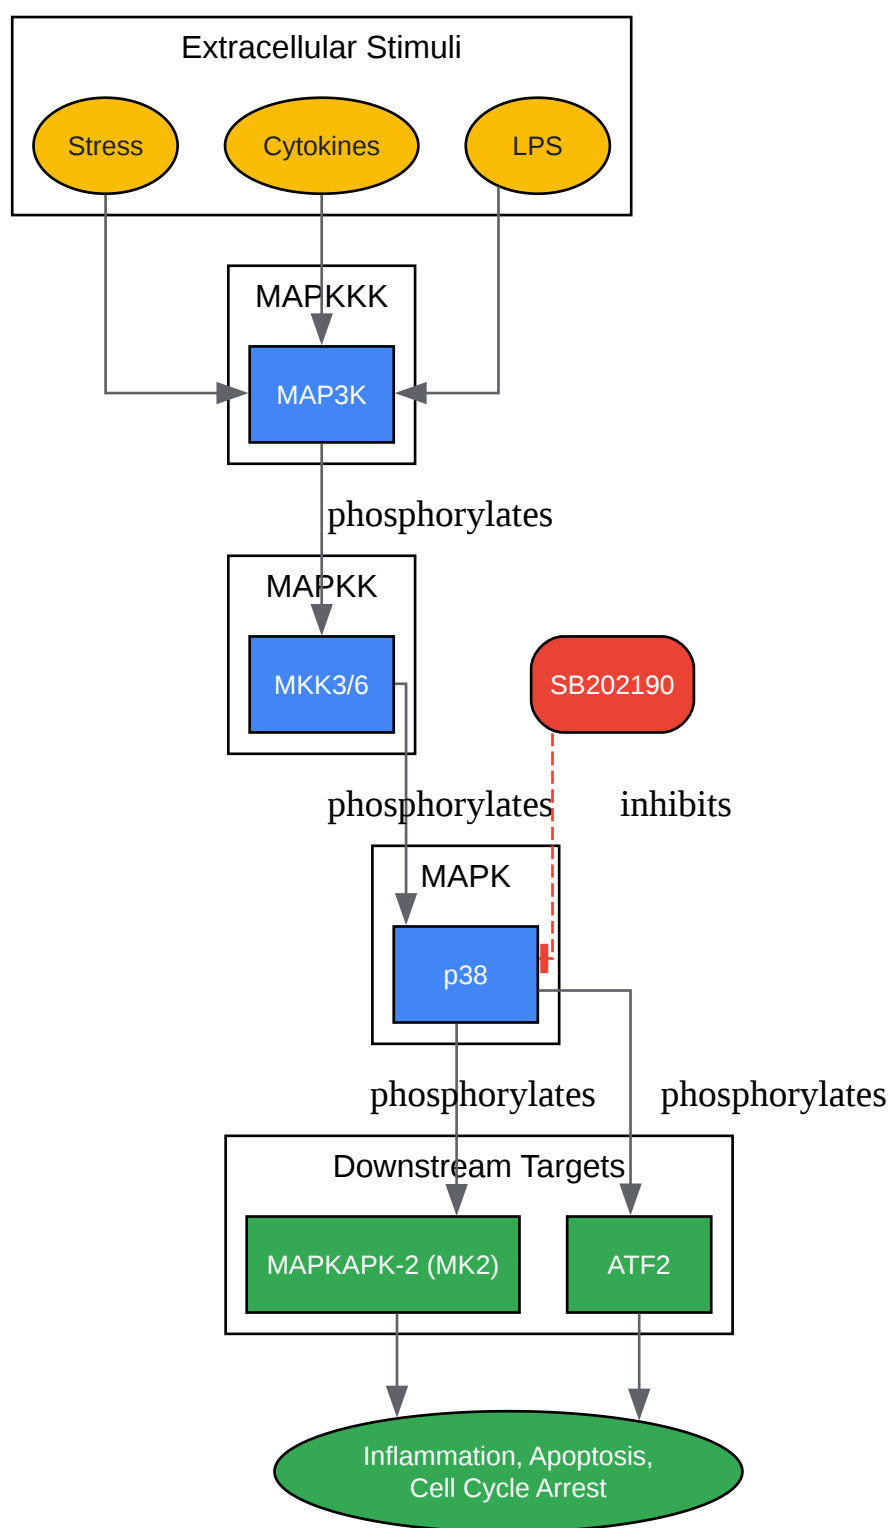 Extracellular Stimuli
Stress
Cytokines
LPS
MAPKKK
MAP3K
phosphorylates
MAPKK
MKK3/6
SB202190
phosphorylates
inhibits
MAPK
p38
phosphorylates
phosphorylates
Downstream Targets
MAPKAPK-2 (MK2)
ATF2
Inflammation, Apoptosis,
Cell Cycle Arrest